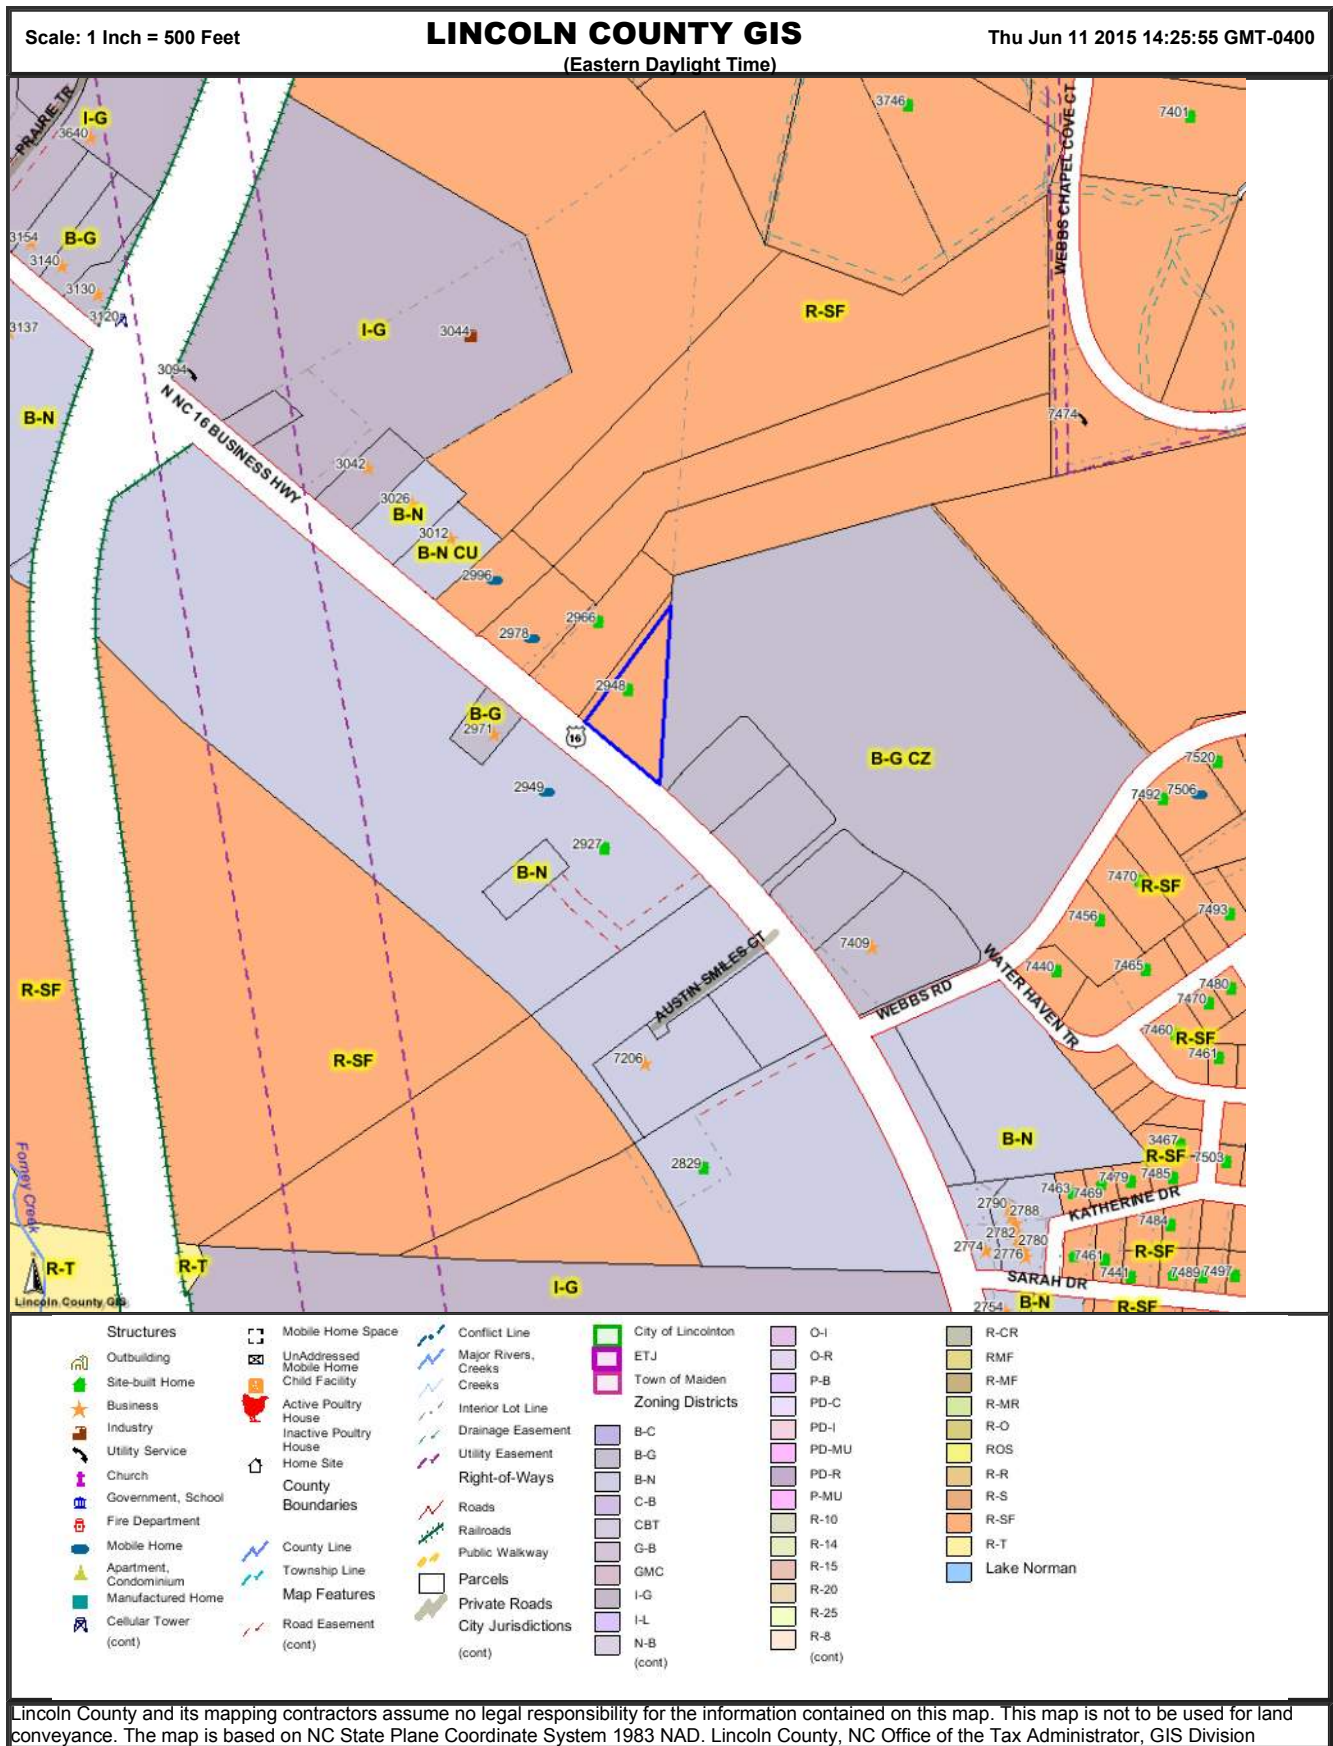 Scale: 1 Inch = 500 Feet
LINCOLN COUNTY GIS
(Eastern Daylight Time)
Thu Jun 11 2015 14:25:55 GMT-0400
PRAIRIE TR
I-G
3640
3746
7401
WEBBS CHAPEL COVE CT
3154
B-G
3140
3130
3120
3137
I-G
3044
R-SF
3094
B-N
N NC 16 BUSINESS HWY
7474
3042
3026
B-N
3012
B-N CU
2996
2966
2978
2948
B-G
2971
16
B-G CZ
7520
7492
7506
2949
2927
B-N
7470
R-SF
7456
7493
7409
AUSTIN SMILES CT
WATER HAVEN TR
7440
7465
R-SF
7480
7470
WEBBS RD
7460
R-SF
7461
R-SF
7206
B-N
3467
R-SF
7503
2829
7463
7469
7479
7485
Forney Creek
2790
2788
KATHERINE DR
7484
2782
2780
2774
2776
7461
R-SF
R-T
R-T
7441
7489
7497
SARAH DR
I-G
Lincoln County GIS
2754
B-N
R-SF
Structures
Outbuilding
Site-built Home
Business
Industry
Utility Service
Church
Government, School
Fire Department
Mobile Home
Apartment,
Condominium
Manufactured Home
Cellular Tower
(cont)
Mobile Home Space
UnAddressed
Mobile Home
Child Facility
Active Poultry
House
Inactive Poultry
House
Home Site
County
Boundaries
County Line
Township Line
Map Features
Road Easement
(cont)
Conflict Line
Major Rivers,
Creeks
Creeks
Interior Lot Line
Drainage Easement
Utility Easement
Right-of-Ways
Roads
Railroads
Public Walkway
Parcels
Private Roads
City Jurisdictions
(cont)
City of Lincolnton
ETJ
Town of Maiden
Zoning Districts
B-C
B-G
B-N
C-B
CBT
G-B
GMC
I-G
I-L
N-B
(cont)
O-I
O-R
P-B
PD-C
PD-I
PD-MU
PD-R
P-MU
R-10
R-14
R-15
R-20
R-25
R-8
(cont)
R-CR
RMF
R-MF
R-MR
R-O
ROS
R-R
R-S
R-SF
R-T
Lake Norman
Lincoln County and its mapping contractors assume no legal responsibility for the information contained on this map. This map is not to be used for land
conveyance. The map is based on NC State Plane Coordinate System 1983 NAD. Lincoln County, NC Office of the Tax Administrator, GIS Division